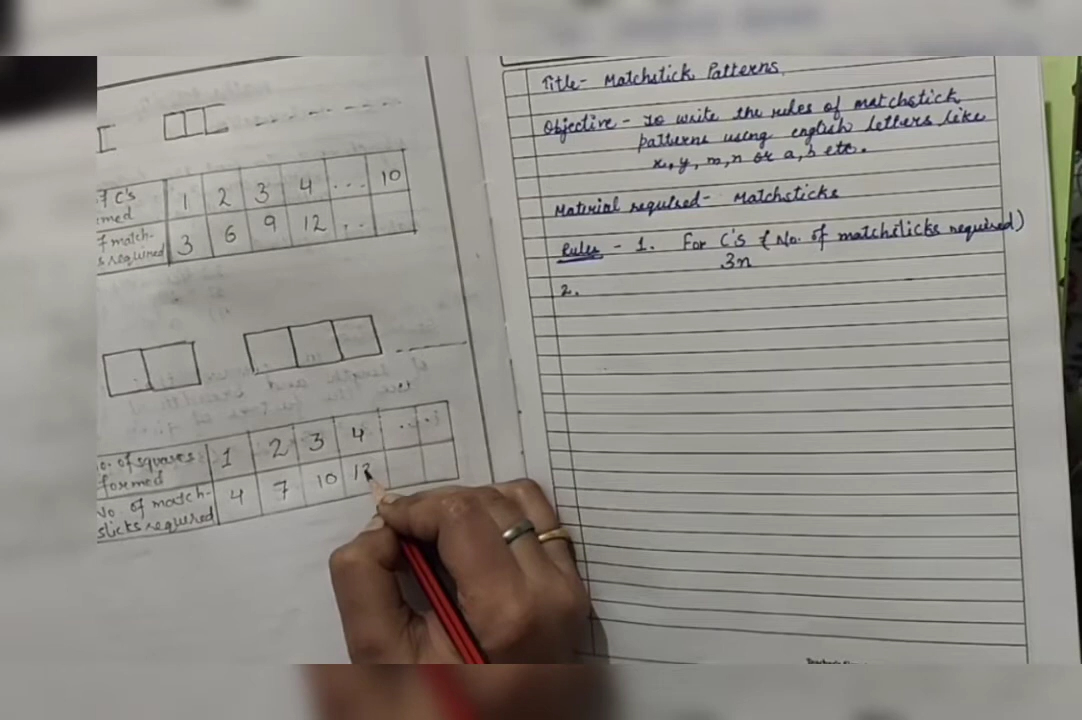 f C's
med
1 2 3 4 ... 10
f match-
s required
3 6 9 12 ..
o. of squares
formed
1 2 3 4 ....
No. of match-
sticks required
4 7 10 13
Title- Matchstick Patterns
Objective - To write the rules of matchstick
patterns using english letters like
x, y, m, n or a, b etc.
Material required- Matchsticks
Rules - 1. For C's (No. of matchsticks required)
3n
2.